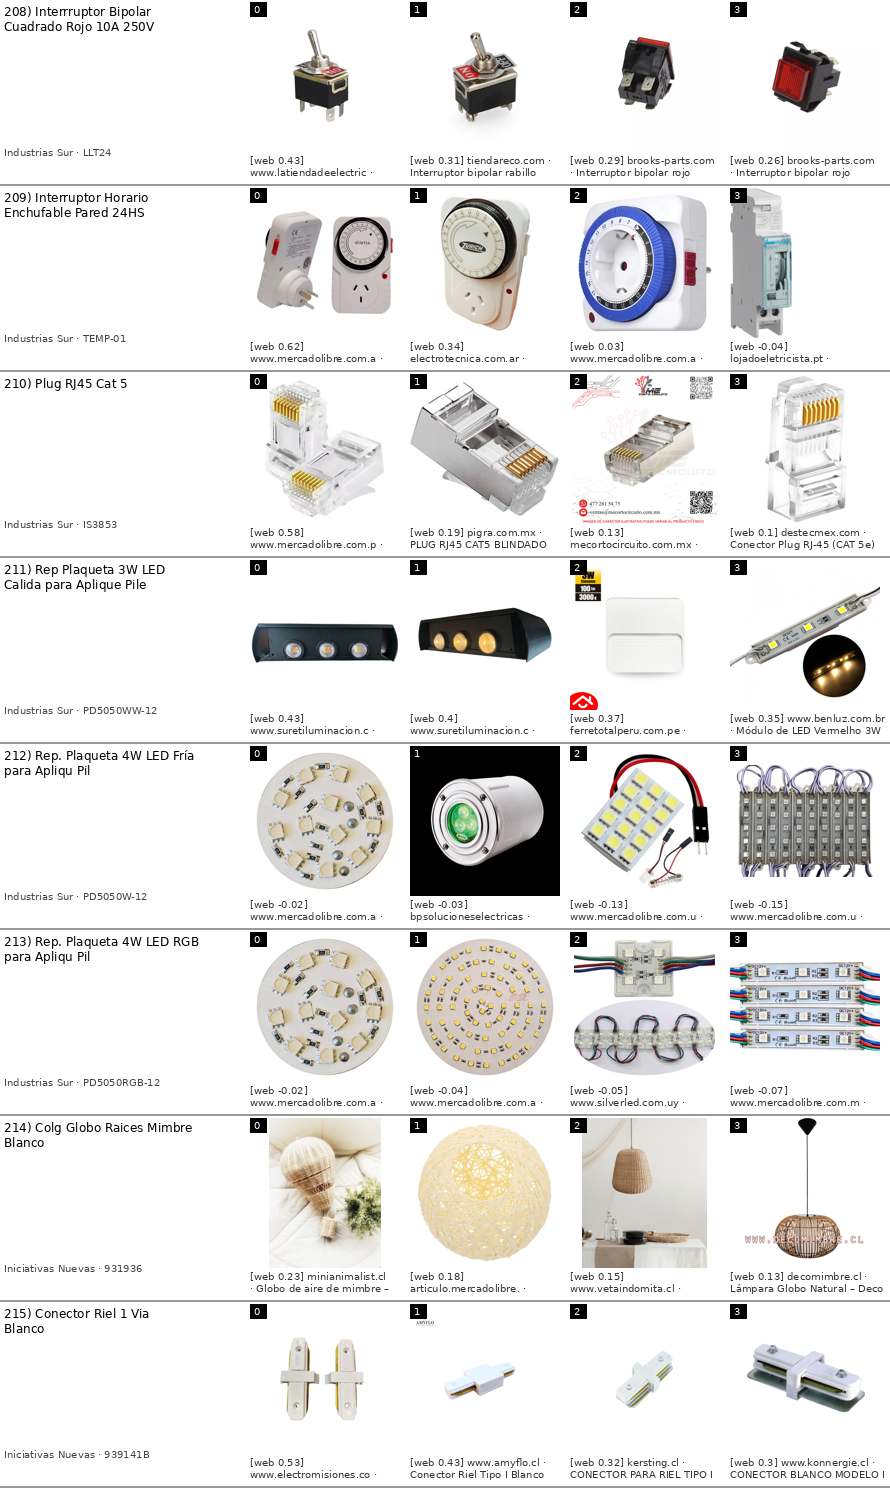 208) Interrruptor Bipolar
Cuadrado Rojo 10A 250V
Industrias Sur · LLT24
0
[web 0.43]
www.latiendadeelectric ·
1
[web 0.31] tiendareco.com ·
Interruptor bipolar rabillo
2
[web 0.29] brooks-parts.com
· Interruptor bipolar rojo
3
[web 0.26] brooks-parts.com
· Interruptor bipolar rojo
209) Interruptor Horario
Enchufable Pared 24HS
Industrias Sur · TEMP-01
0
[web 0.62]
www.mercadolibre.com.a ·
1
ZURICH
[web 0.34]
electrotecnica.com.ar ·
2
[web 0.03]
www.mercadolibre.com.a ·
3
[web -0.04]
lojadoeletricista.pt ·
210) Plug RJ45 Cat 5
Industrias Sur · IS3853
0
[web 0.58]
www.mercadolibre.com.p ·
1
[web 0.19] pigra.com.mx ·
PLUG RJ45 CAT5 BLINDADO
2
[web 0.13]
mecortocircuito.com.mx ·
3
[web 0.1] destecmex.com ·
Conector Plug RJ-45 (CAT 5e)
211) Rep Plaqueta 3W LED
Calida para Aplique Pile
Industrias Sur · PD5050WW-12
0
[web 0.43]
www.suretiluminacion.c ·
1
[web 0.4]
www.suretiluminacion.c ·
2
3000k
[web 0.37]
ferretotalperu.com.pe ·
3
[web 0.35] www.benluz.com.br
· Módulo de LED Vermelho 3W
212) Rep. Plaqueta 4W LED Fría
para Apliqu Pil
Industrias Sur · PD5050W-12
0
[web -0.02]
www.mercadolibre.com.a ·
1
[web -0.03]
bpsolucioneselectricas ·
2
[web -0.13]
www.mercadolibre.com.u ·
3
[web -0.15]
www.mercadolibre.com.u ·
213) Rep. Plaqueta 4W LED RGB
para Apliqu Pil
Industrias Sur · PD5050RGB-12
0
[web -0.02]
www.mercadolibre.com.a ·
1
[web -0.04]
www.mercadolibre.com.a ·
2
[web -0.05]
www.silverled.com.uy ·
3
[web -0.07]
www.mercadolibre.com.m ·
214) Colg Globo Raices Mimbre
Blanco
Iniciativas Nuevas · 931936
0
[web 0.23] minianimalist.cl
· Globo de aire de mimbre –
1
[web 0.18]
articulo.mercadolibre. ·
2
[web 0.15]
www.vetaindomita.cl ·
3
WWW.DECOMIMBRE.CL
[web 0.13] decomimbre.cl ·
Lámpara Globo Natural – Deco
215) Conector Riel 1 Via
Blanco
Iniciativas Nuevas · 939141B
0
[web 0.53]
www.electromisiones.co ·
1
[web 0.43] www.amyflo.cl ·
Conector Riel Tipo I Blanco
2
[web 0.32] kersting.cl ·
CONECTOR PARA RIEL TIPO I
3
[web 0.3] www.konnergie.cl ·
CONECTOR BLANCO MODELO I